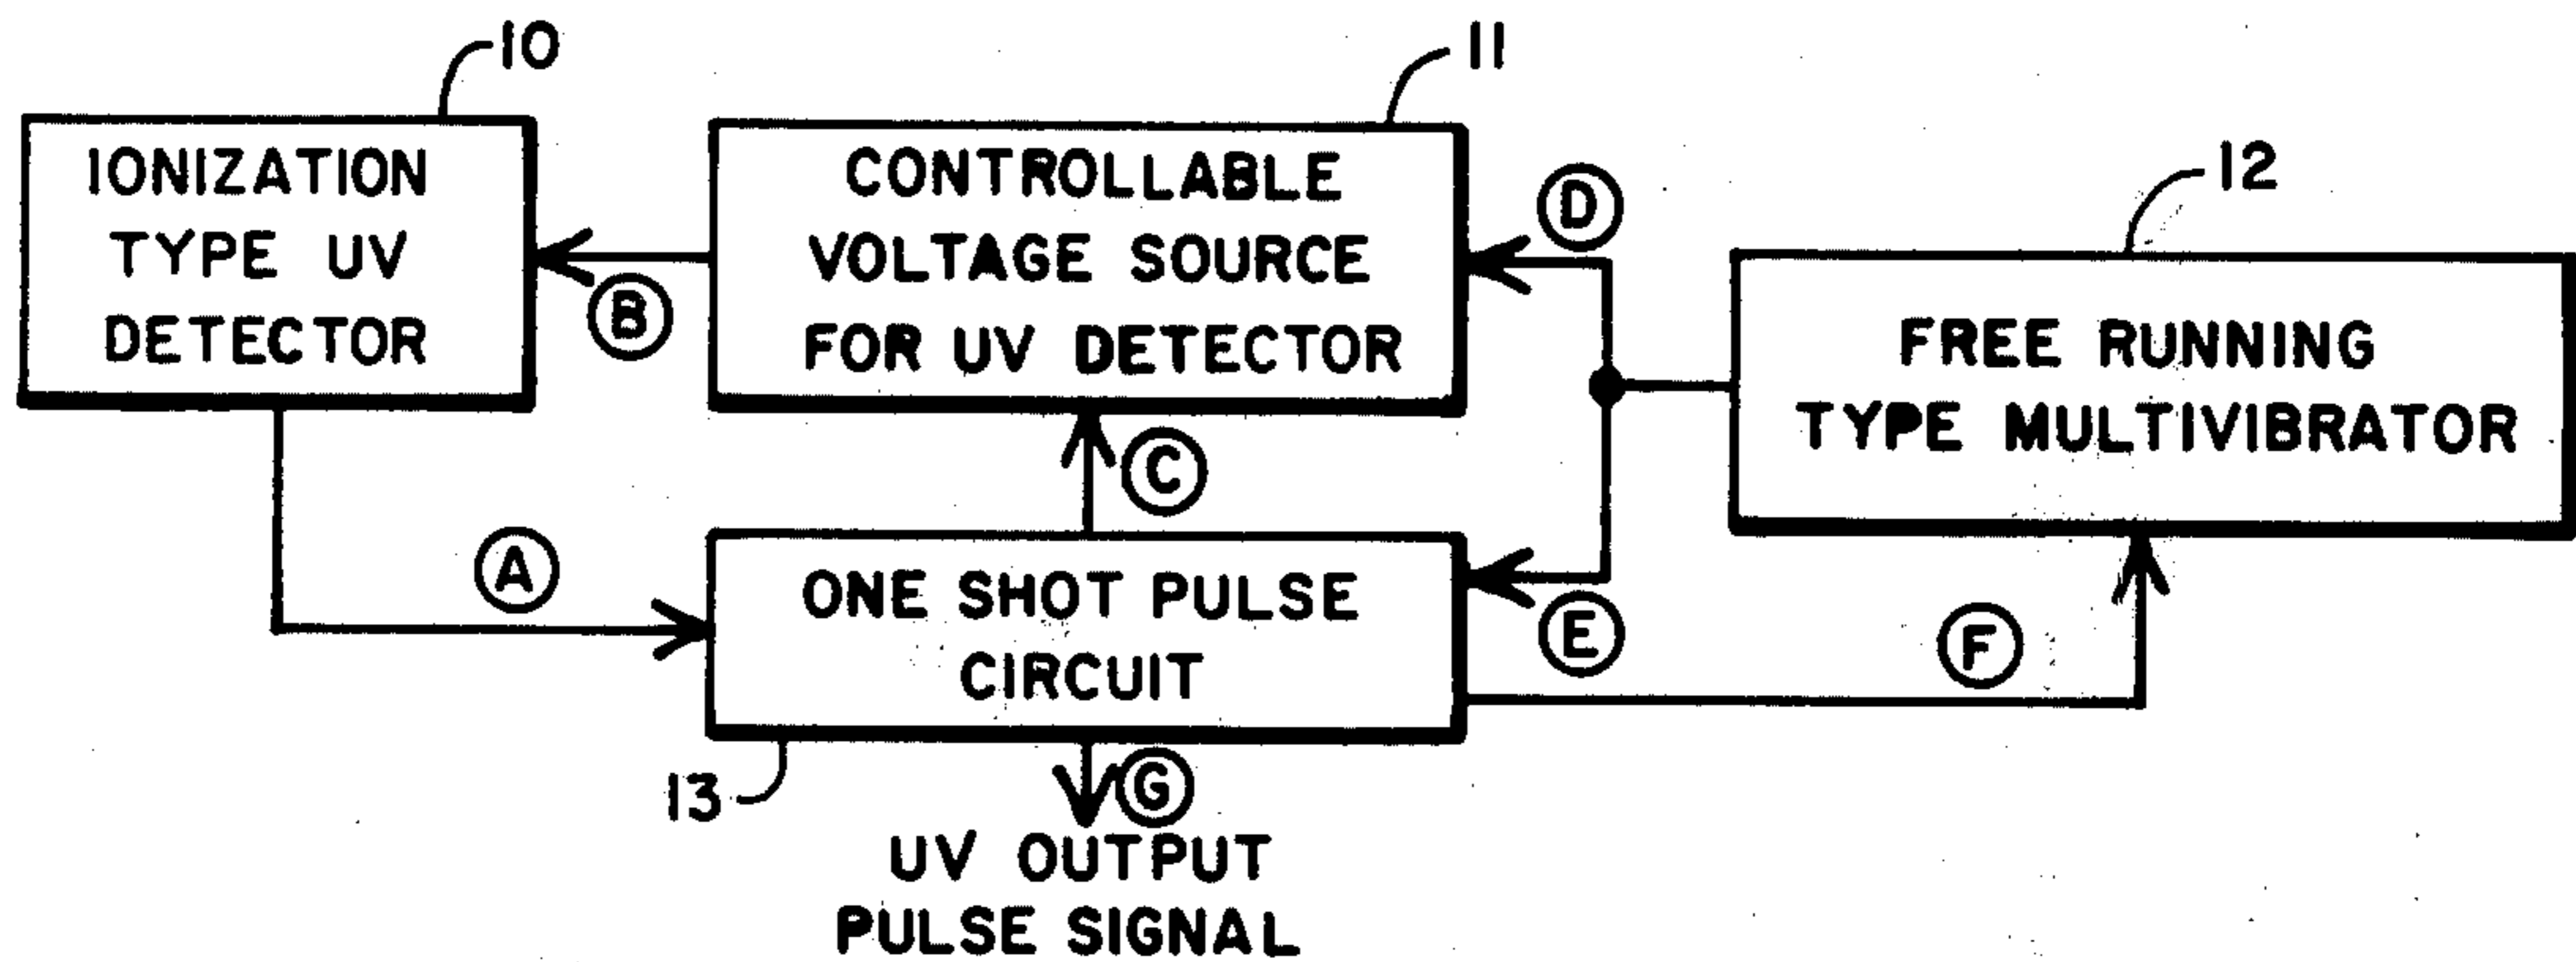 10
11
12
IONIZATION
TYPE UV
DETECTOR
CONTROLLABLE
VOLTAGE SOURCE
FOR UV DETECTOR
FREE RUNNING
TYPE MULTIVIBRATOR
B
D
C
A
ONE SHOT PULSE
CIRCUIT
E
F
13
G
UV OUTPUT
PULSE SIGNAL